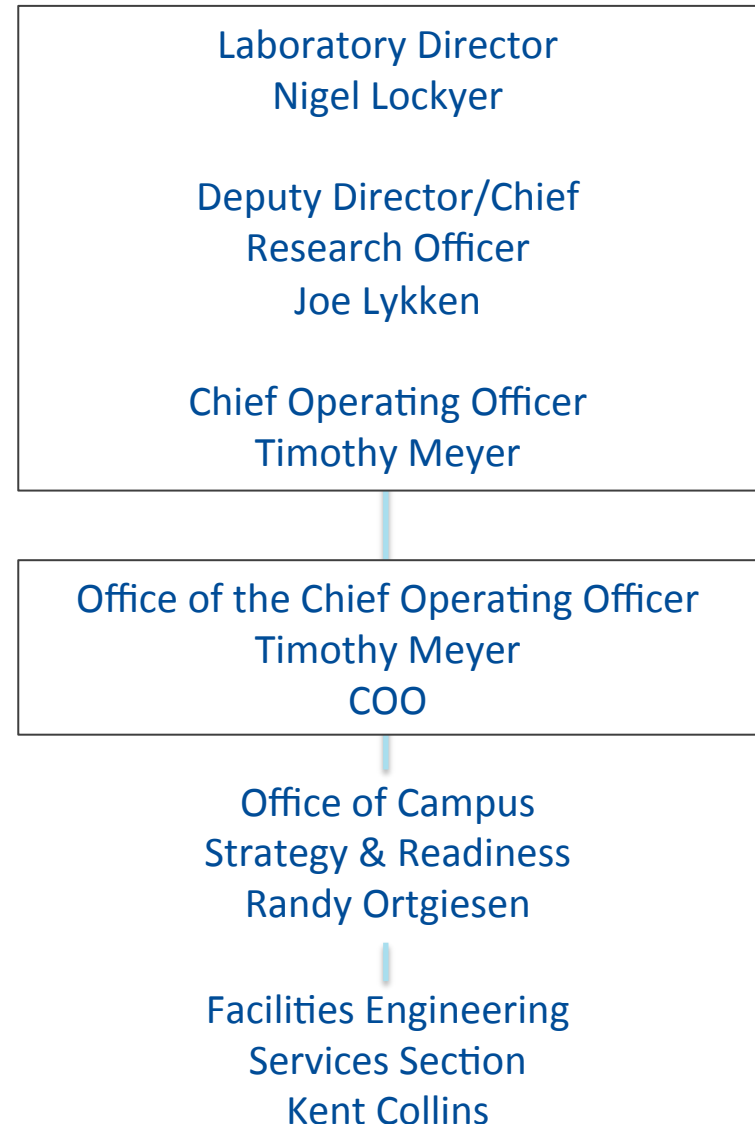 Laboratory Director
Nigel Lockyer
Deputy Director/Chief
Research Officer
Joe Lykken
Chief Operating Officer
Timothy Meyer
Office of the Chief Operating Officer
Timothy Meyer
COO
Office of Campus
Strategy & Readiness
Randy Ortgiesen
Facilities Engineering
Services Section
Kent Collins